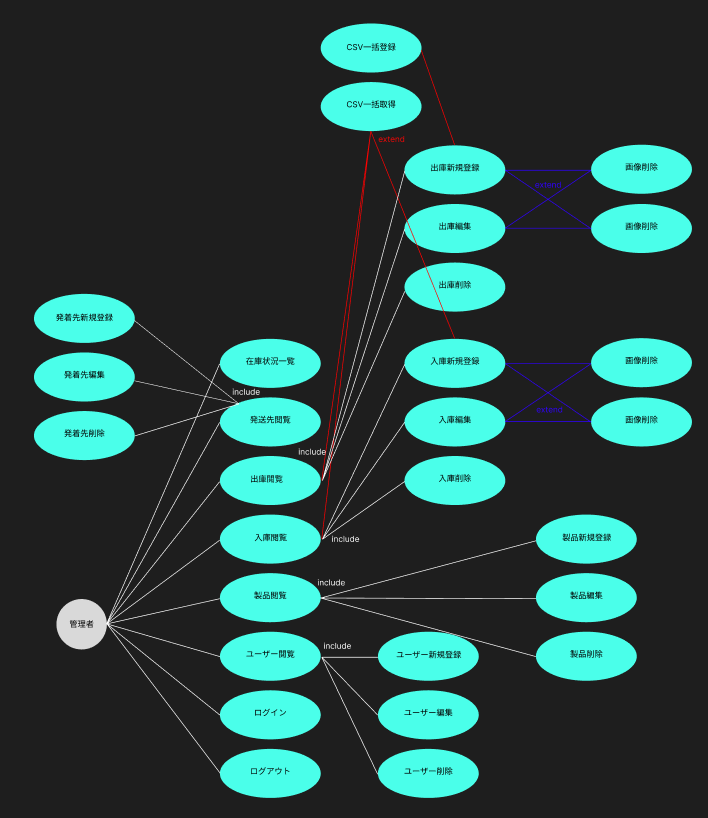 CSV一括登録
CSV一括取得
extend
出庫新規登録
画像削除
extend
出庫編集
画像削除
出庫削除
発着先新規登録
在庫状況一覧
入庫新規登録
画像削除
発着先編集
include
extend
発送先閲覧
入庫編集
画像削除
発着先削除
include
出庫閲覧
入庫削除
入庫閲覧
include
製品新規登録
include
製品閲覧
製品編集
管理者
include
ユーザー閲覧
ユーザー新規登録
製品削除
ログイン
ユーザー編集
ログアウト
ユーザー削除